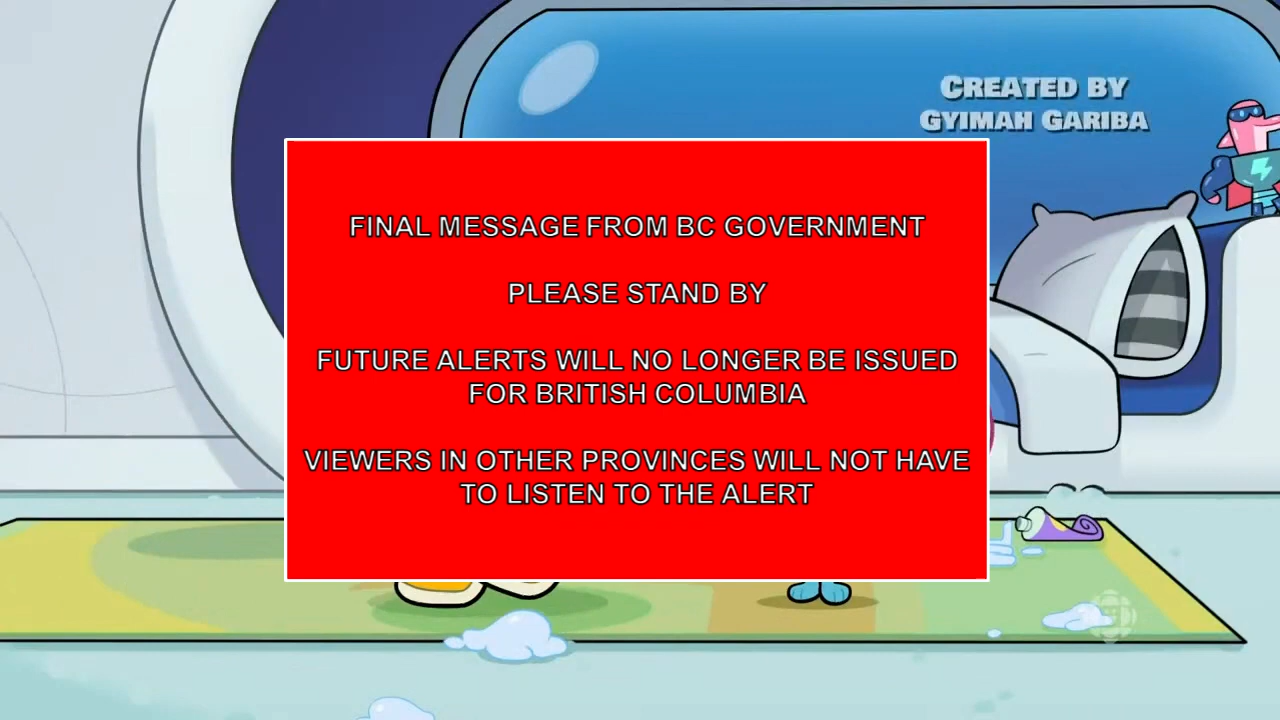 CREATED BY
GYIMAH GARIBA
FINAL MESSAGE FROM BC GOVERNMENT
PLEASE STAND BY
FUTURE ALERTS WILL NO LONGER BE ISSUED
FOR BRITISH COLUMBIA
VIEWERS IN OTHER PROVINCES WILL NOT HAVE
TO LISTEN TO THE ALERT